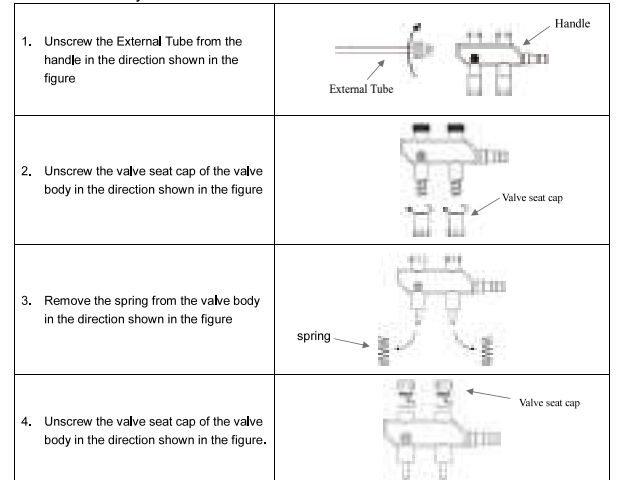 1. Unscrew the External Tube from the
handle in the direction shown in the
figure
Handle
External Tube
2. Unscrew the valve seat cap of the valve
body in the direction shown in the figure
Valve seat cap
3. Remove the spring from the valve body
in the direction shown in the figure
spring
4. Unscrew the valve seat cap of the valve
body in the direction shown in the figure.
Valve seat cap